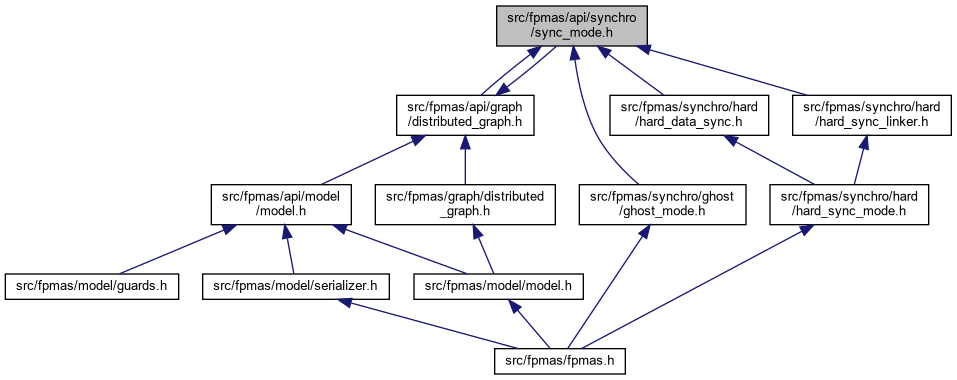 src/fpmas/api/synchro
/sync_mode.h
src/fpmas/api/graph
/distributed_graph.h
src/fpmas/synchro/hard
/hard_data_sync.h
src/fpmas/synchro/hard
/hard_sync_linker.h
src/fpmas/api/model
/model.h
src/fpmas/graph/distributed
_graph.h
src/fpmas/synchro/ghost
/ghost_mode.h
src/fpmas/synchro/hard
/hard_sync_mode.h
src/fpmas/model/guards.h
src/fpmas/model/serializer.h
src/fpmas/model/model.h
src/fpmas/fpmas.h